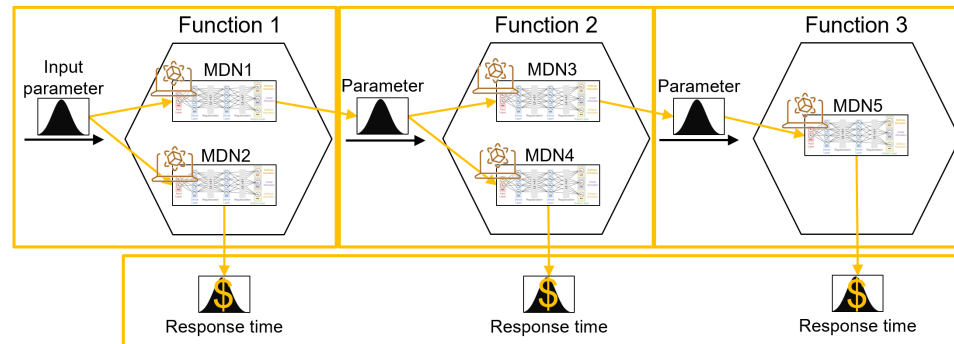 Function 1
Function 2
Function 3
Input
parameter
MDN1
MDN2
Parameter
MDN3
MDN4
Parameter
MDN5
$
Response time
$
Response time
$
Response time